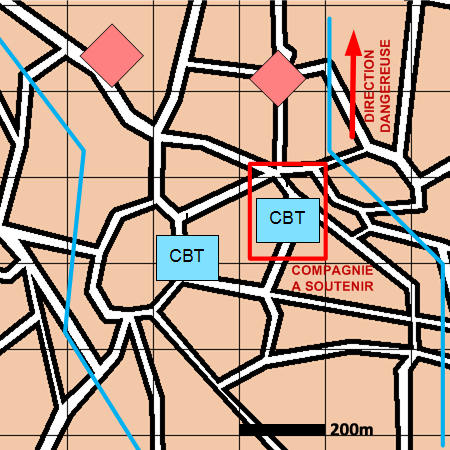 DIRECTION
DANGEREUSE
CBT
CBT
COMPAGNIE
A SOUTENIR
200m